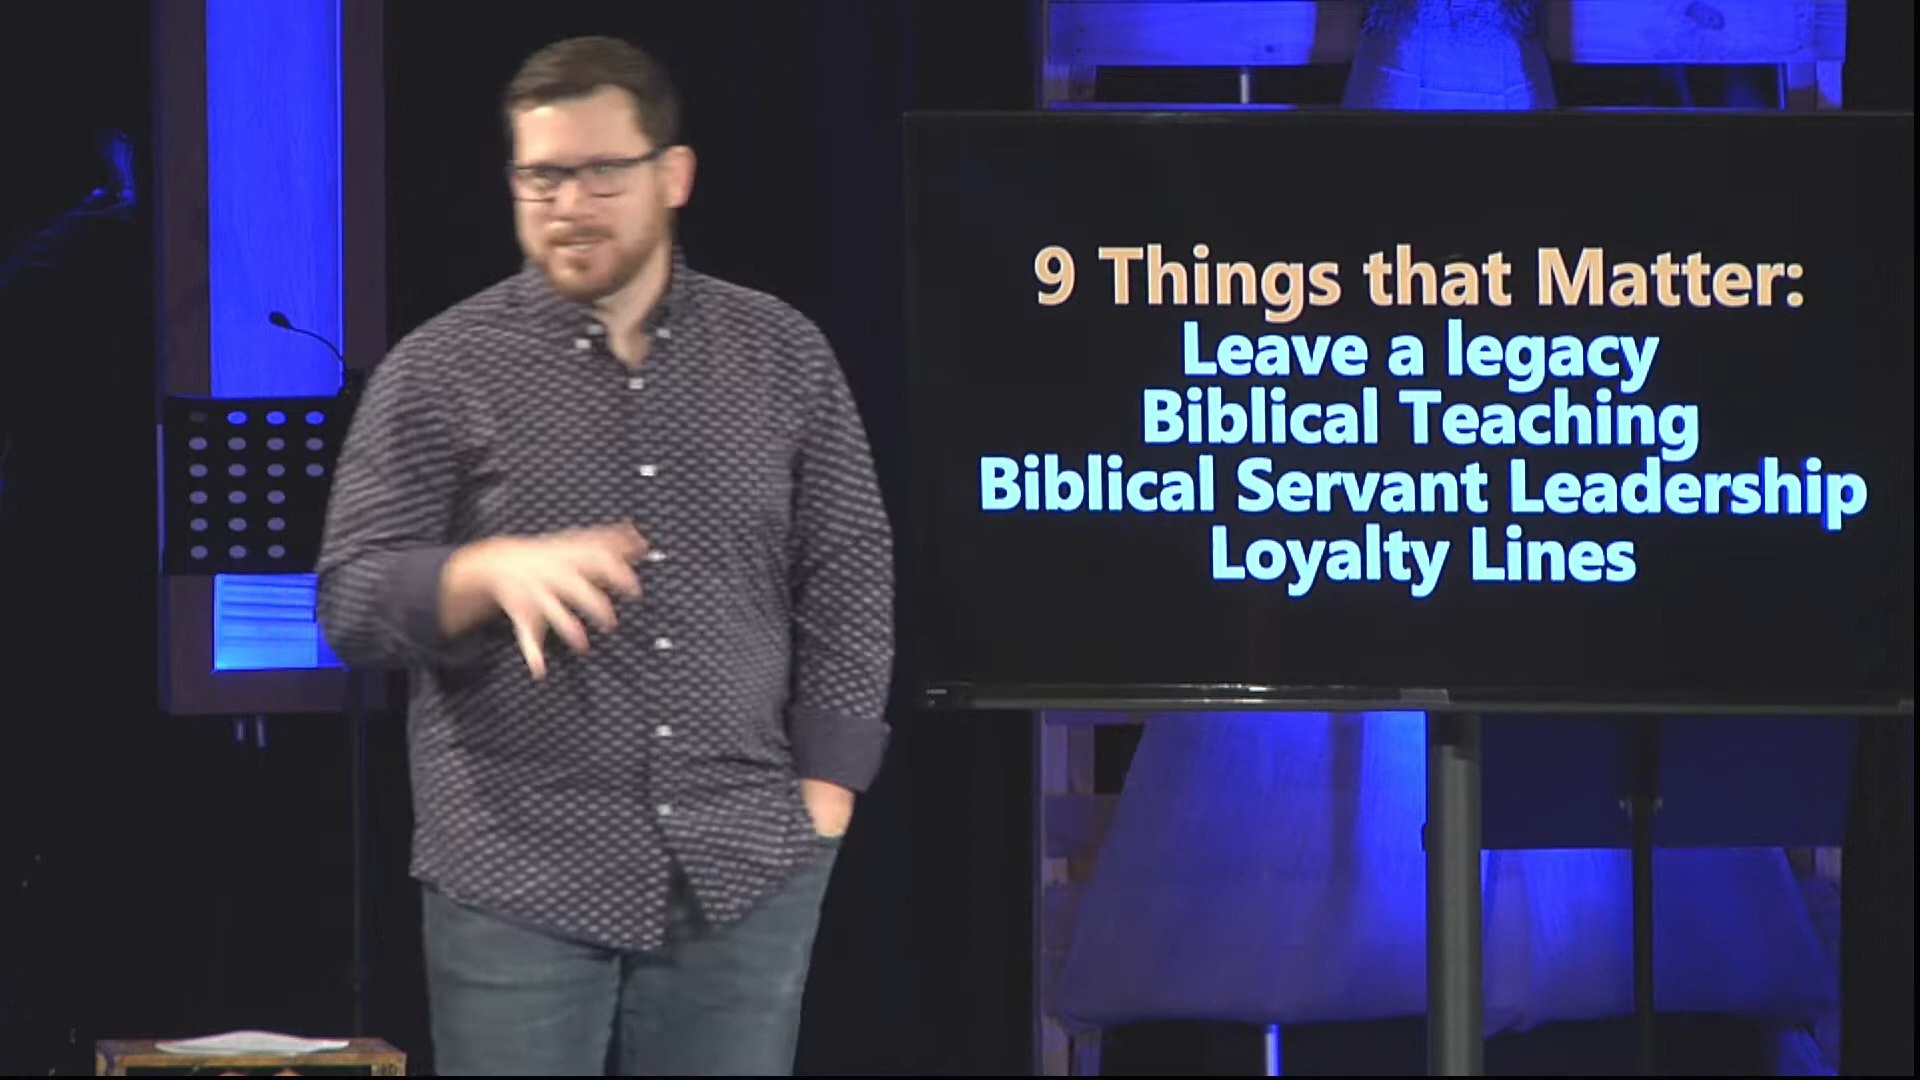 9 Things that Matter:
Leave a legacy
Biblical Teaching
Biblical Servant Leadership
Loyalty Lines